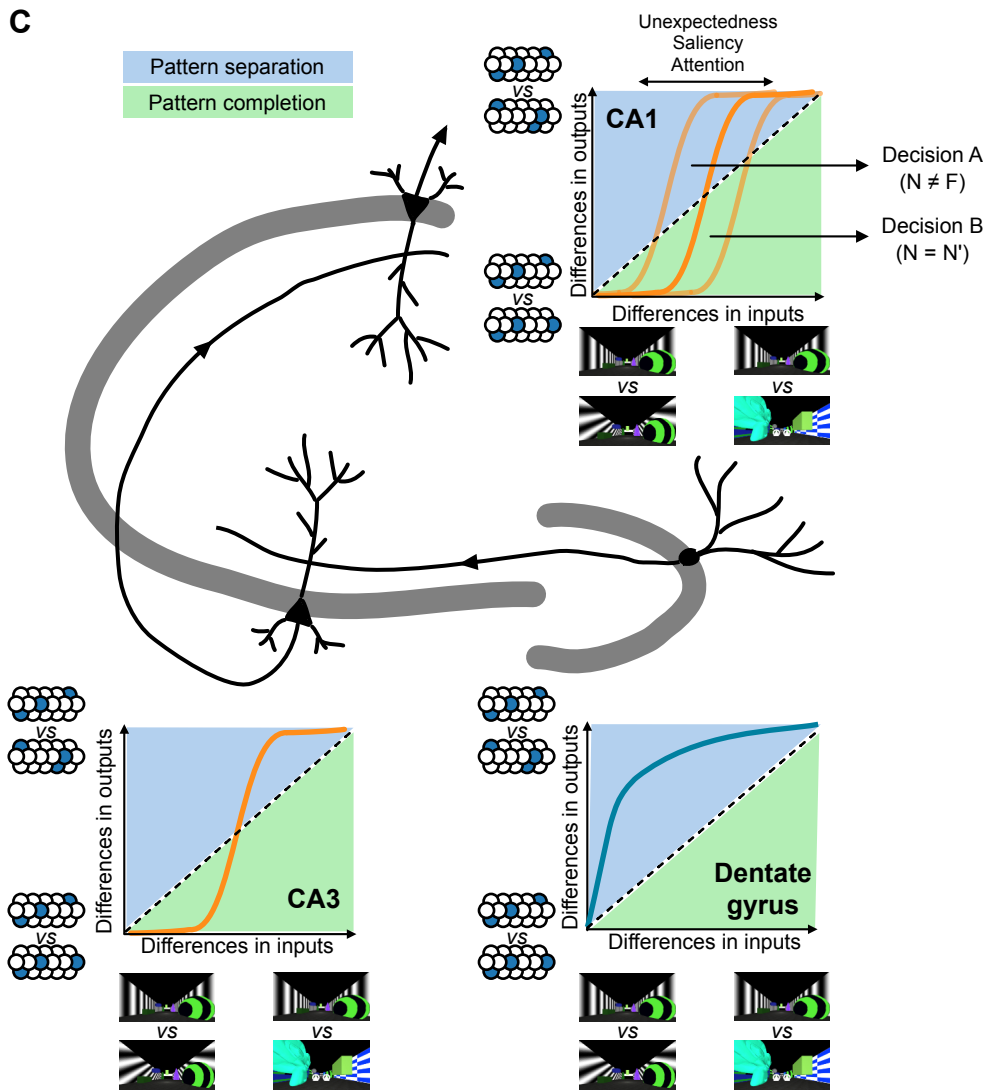 C
Pattern separation
Pattern completion
Unexpectedness
Saliency
Attention
vs
vs
Differences in outputs
CA1
Decision A
(N ≠ F)
Decision B
(N = N')
Differences in inputs
vs
vs
vs
vs
Differences in outputs
CA3
Differences in inputs
vs
vs
vs
vs
Differences in outputs
Dentate
gyrus
Differences in inputs
vs
vs